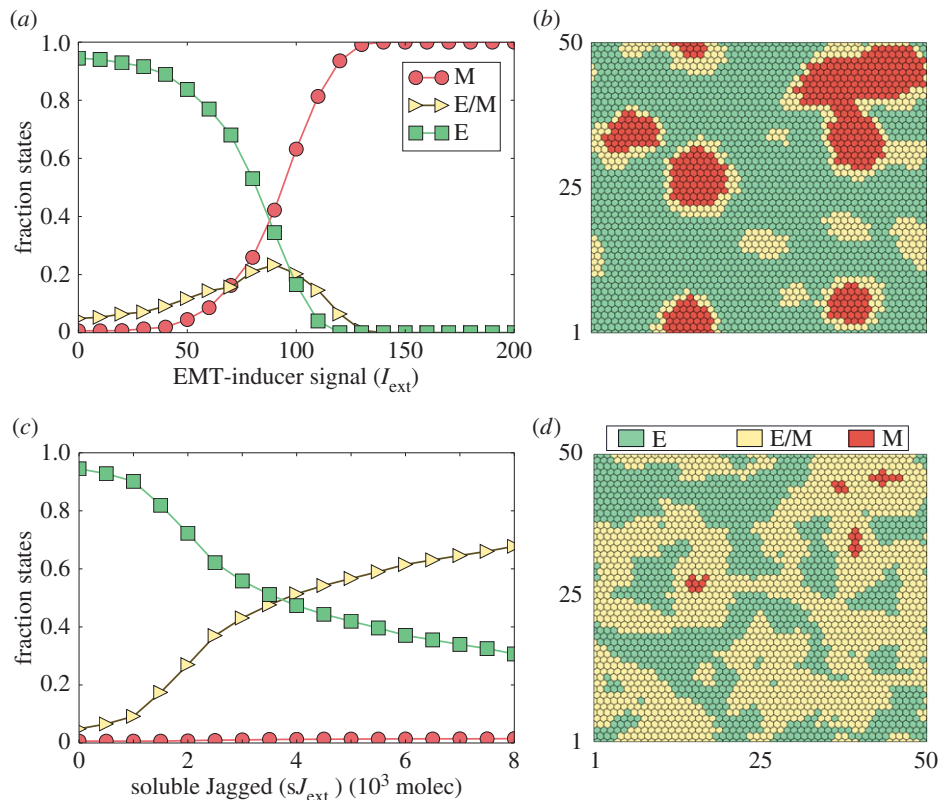 (a)
1.0
0.8
0.6
0.4
0.2
0
fraction states
M
E/M
E
0 50 100 150 200
EMT-inducer signal (I_ext)
(b)
50
25
1
(c)
1.0
0.8
0.6
0.4
0.2
0
fraction states
0 2 4 6 8
soluble Jagged (sJ_ext) (10³ molec)
(d)
E E/M M
50
25
1
1 25 50